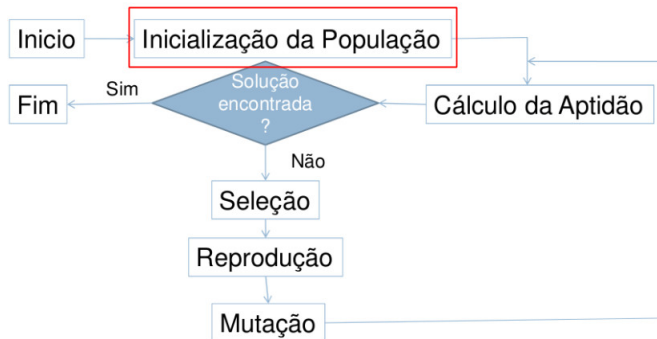 Inicio
Inicialização da População
Sim
Solução
encontrada
?
Fim
Cálculo da Aptidão
Não
Seleção
Reprodução
Mutação